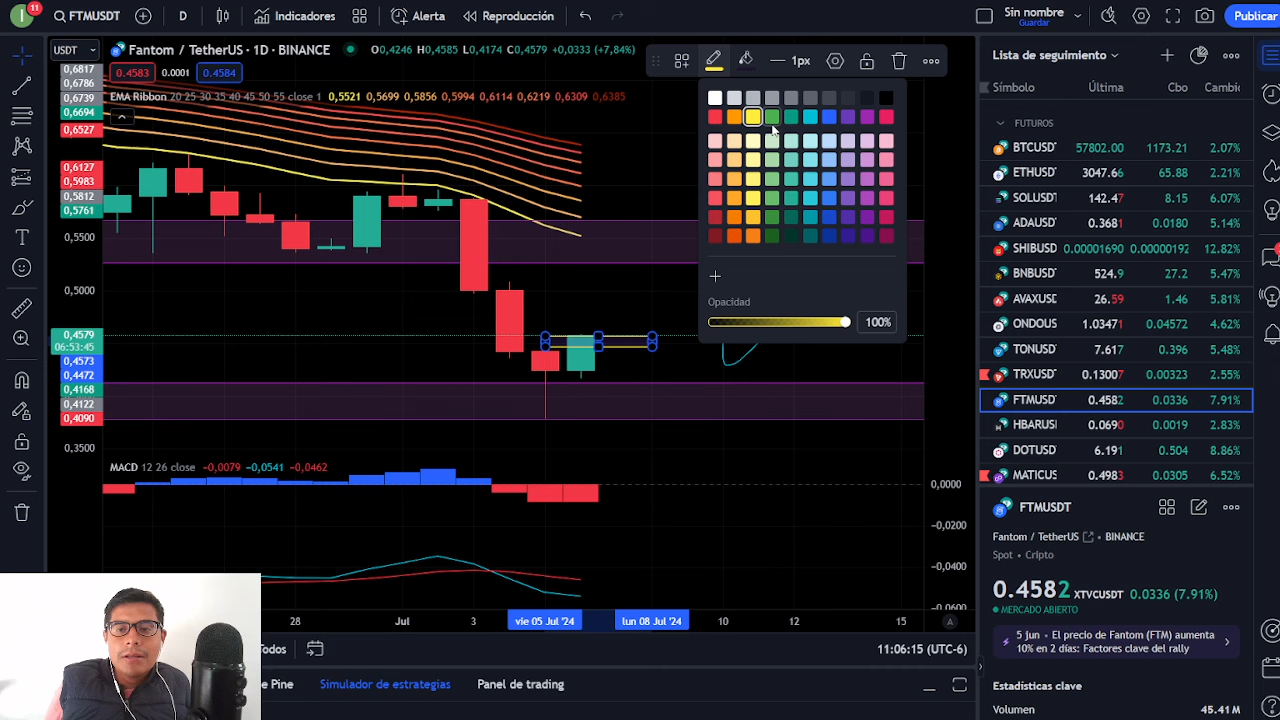 I
11
FTMUSDT
D
Indicadores
Alerta
Reproducción
Sin nombre
Guardar
Publicar
USDT
Fantom / TetherUS · 1D · BINANCE
O0,4246 H0,4585 L0,4174 C0,4579 +0,0333 (+7,84%)
0.4583
0.0001
0.4584
EMA Ribbon 20 25 30 35 40 45 50 55 close 1 0,5521 0,5699 0,5856 0,5994 0,6114 0,6219 0,6309 0,6385
1px
Opacidad
100%
0,6817
0,6786
0,6739
0,6694
0,6527
0,6127
0,5983
0,5812
0,5761
0,5500
0,5000
0,4579
06:53:45
0,4573
0,4472
0,4168
0,4122
0,4090
0,3500
MACD 12 26 close -0,0079 -0,0541 -0,0462
0,0000
-0,0200
-0,0400
-0,0600
28
Jul
3
vie 05 Jul '24
lun 08 Jul '24
10
12
15
A
Todos
11:06:15 (UTC-6)
e Pine
Simulador de estrategias
Panel de trading
Lista de seguimiento
Símbolo
Última
Cbo
Cambio
FUTUROS
BTCUSDT 57802.00 1173.21 2.07%
ETHUSDT 3047.66 65.88 2.21%
SOLUSDT 142.47 8.15 6.07%
ADAUSDT 0.3681 0.0180 5.14%
SHIBUSD 0.00001690 0.00000192 12.82%
BNBUSDT 524.9 27.2 5.47%
AVAXUSD 26.59 1.46 5.81%
ONDOUS 1.03471 0.04572 4.62%
TONUSDT 7.617 0.396 5.48%
TRXUSDT 0.13007 0.00323 2.55%
FTMUSDT 0.4582 0.0336 7.91%
HBARUSI 0.0690 0.0019 2.83%
DOTUSDT 6.191 0.504 8.86%
MATICUS 0.4983 0.0305 6.52%
FTMUSDT
Fantom / TetherUS
BINANCE
Spot • Cripto
0.4582 XTVCUSDT 0.0336 (7.91%)
MERCADO ABIERTO
5 jun • El precio de Fantom (FTM) aumenta
10% en 2 días: Factores clave del rally
Estadísticas clave
Volumen
45.41 M